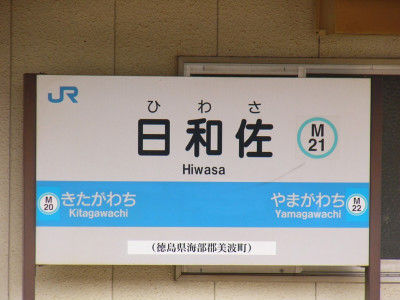 JR
ひわさ
日和佐
Hiwasa
M
21
M
20
きたがわち
Kitagawachi
やまがわち
Yamagawachi
M
22
(徳島県海部郡美波町)